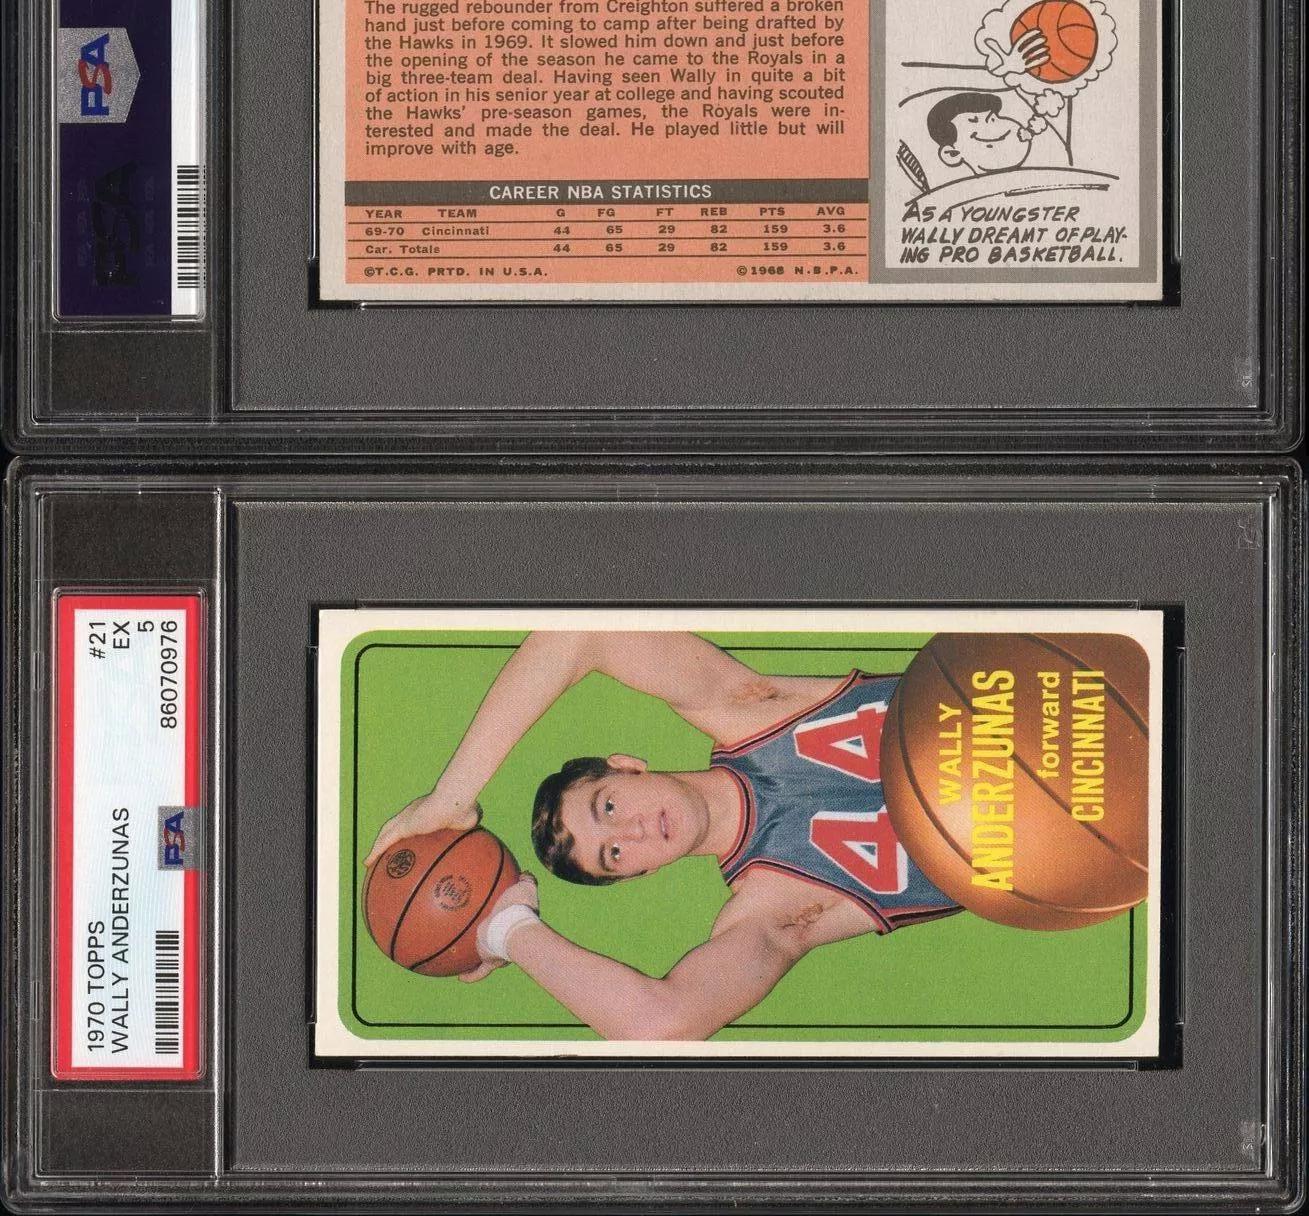 The rugged rebounder from Creighton suffered a broken
hand just before coming to camp after being drafted by
the Hawks in 1969. It slowed him down and just before
the opening of the season he came to the Royals in a
big three-team deal. Having seen Wally in quite a bit
of action in his senior year at college and having scouted
the Hawks' pre-season games, the Royals were in-
terested and made the deal. He played little but will
improve with age.
CAREER NBA STATISTICS
YEAR TEAM G FG FT REB PTS AVG
69-70 Cincinnati 44 65 29 82 159 3.6
Car. Totals 44 65 29 82 159 3.6
©T.C.G. PRTD. IN U.S.A. ©1968 N.B.P.A.
AS A YOUNGSTER
WALLY DREAMT OF PLAY-
ING PRO BASKETBALL.
PSA
PSA
1970 TOPPS #21
WALLY ANDERZUNAS EX
5
86070976
PSA
44
WALLY
ANDERZUNAS
forward
CINCINNATI